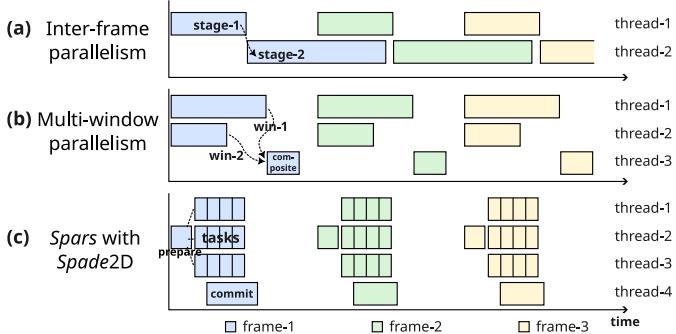 (a) Inter-frame parallelism
stage-1
stage-2
thread-1
thread-2
(b) Multi-window parallelism
win-1
win-2
com-
posite
thread-1
thread-2
thread-3
(c) Spars with
Spade2D
prepare
tasks
commit
thread-1
thread-2
thread-3
thread-4
time
frame-1
frame-2
frame-3